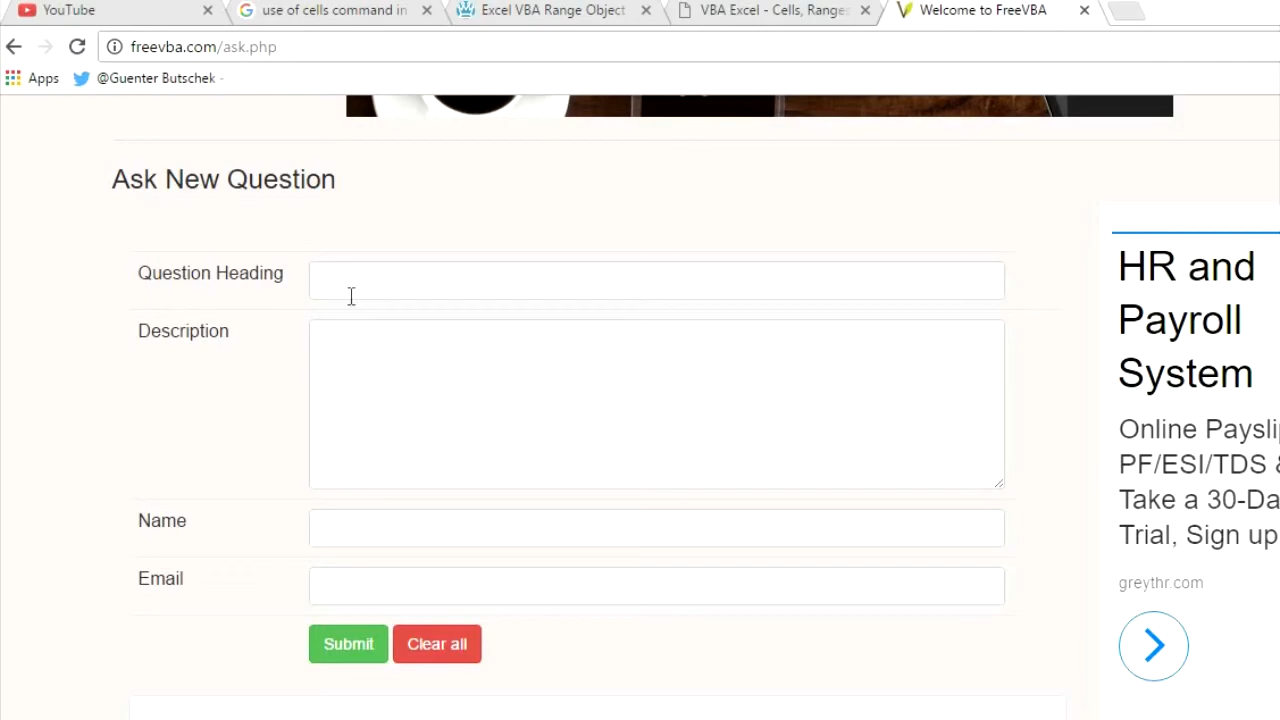 YouTube
use of cells command in
Excel VBA Range Object
VBA Excel - Cells, Ranges
Welcome to FreeVBA
freevba.com/ask.php
Apps
@Guenter Butschek -
Ask New Question
Question Heading
Description
Name
Email
Submit
Clear all
HR and
Payroll
System
Online Paysli
PF/ESI/TDS &
Take a 30-Da
Trial, Sign up
greythr.com